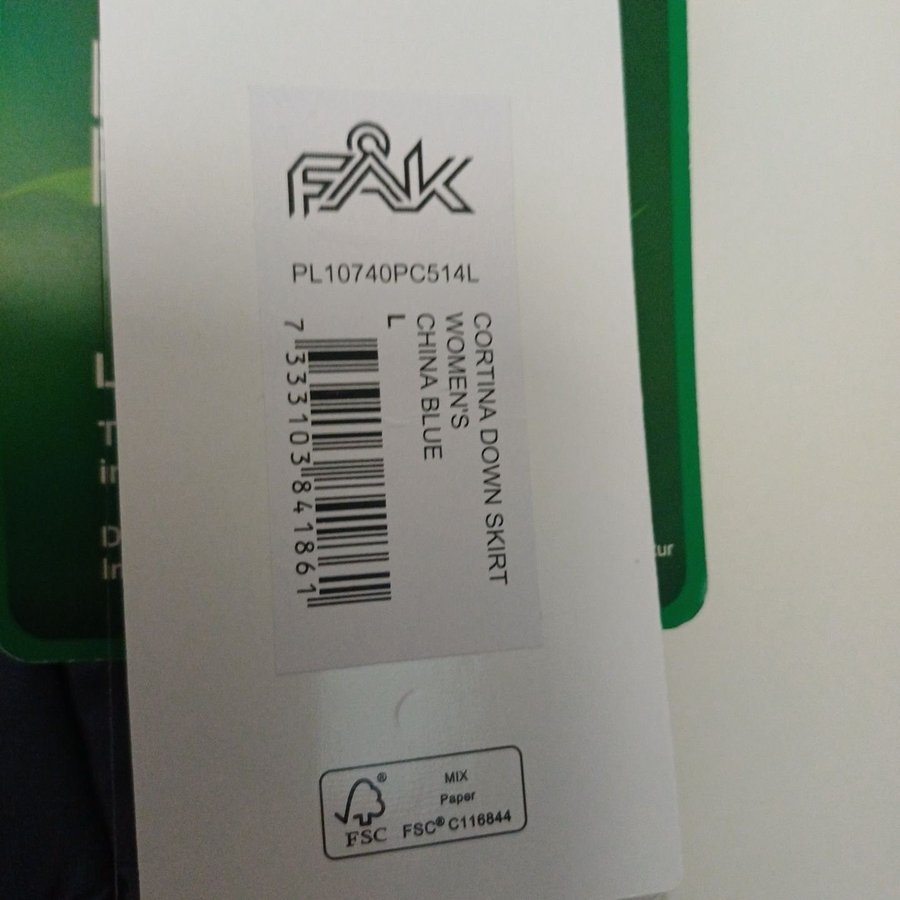 FÅK
PL10740PC514L
CORTINA DOWN SKIRT
WOMEN'S
CHINA BLUE
L
7 333103 841861
MIX
Paper
FSC® C116844
FSC ®